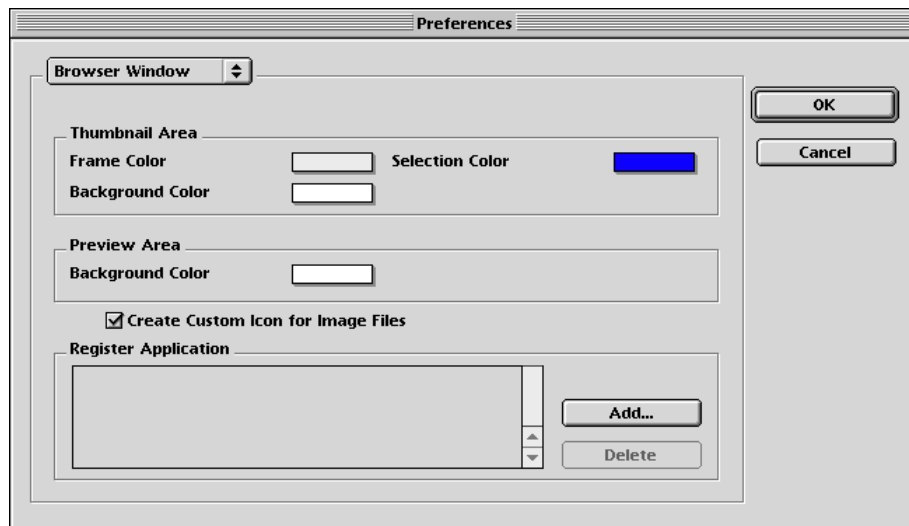 Preferences
Browser Window
OK
Thumbnail Area
Cancel
Frame Color
Selection Color
Background Color
Preview Area
Background Color
Create Custom Icon for Image Files
Register Application
Add...
Delete